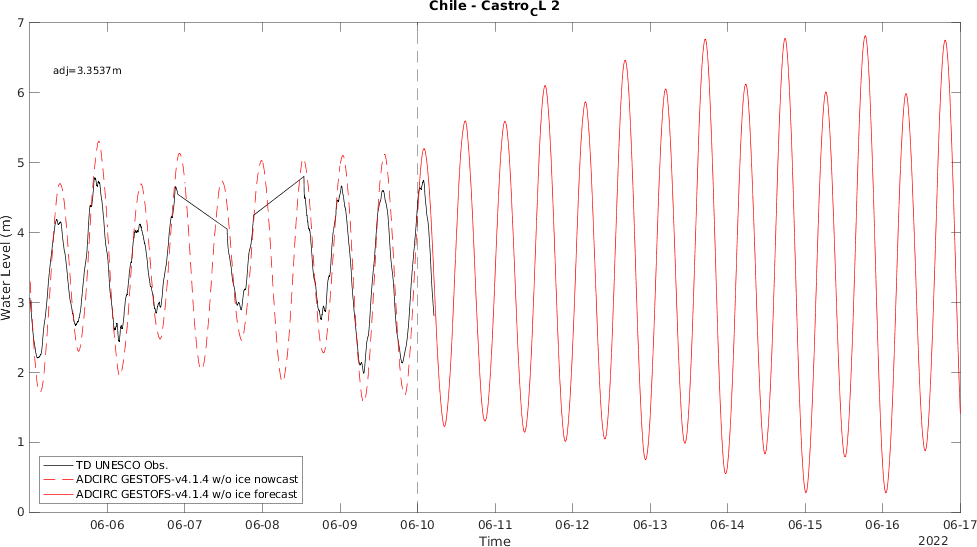 Chile - Castro_CL 2
adj=3.3537m
Water Level (m)
7
6
5
4
3
2
1
0
TD UNESCO Obs.
ADCIRC GESTOFS-v4.1.4 w/o ice nowcast
ADCIRC GESTOFS-v4.1.4 w/o ice forecast
06-06 06-07 06-08 06-09 06-10 06-11 06-12 06-13 06-14 06-15 06-16 06-17
Time
2022